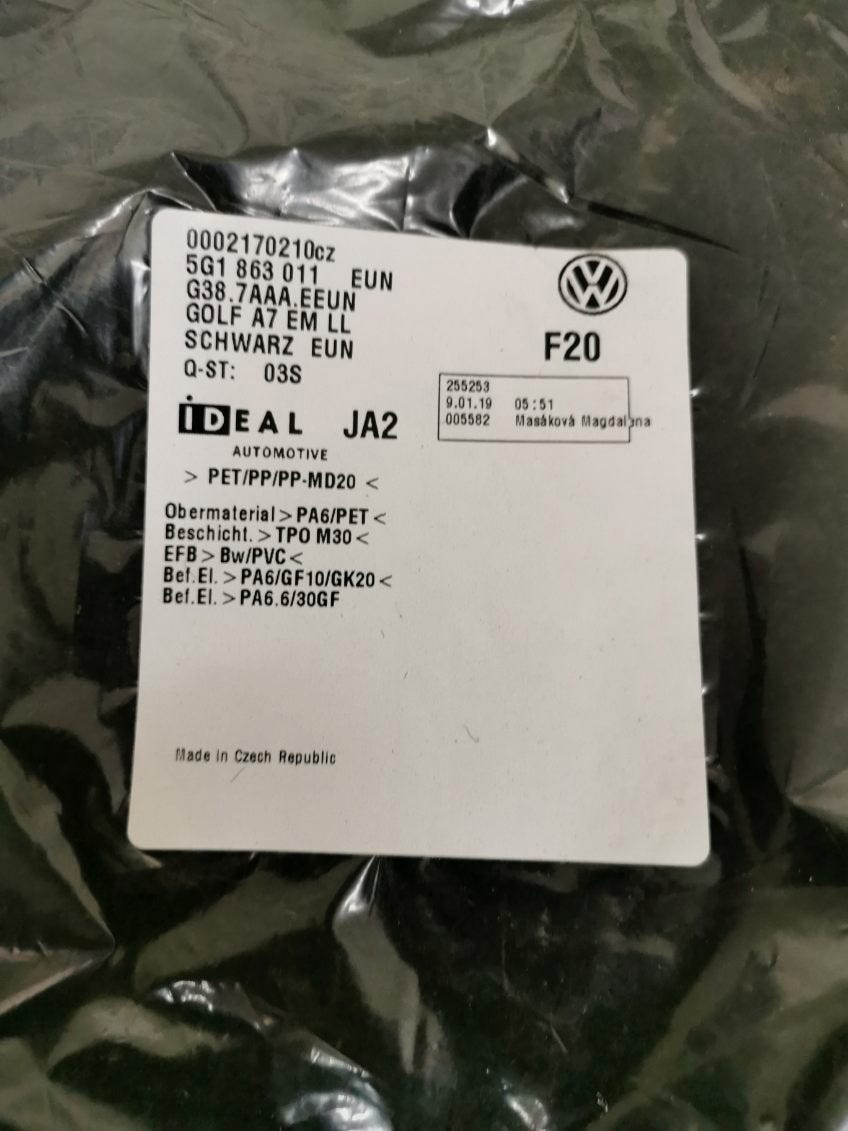 0002170210cz
5G1 863 011 EUN
G38.7AAA.EEUN
GOLF A7 EM LL
SCHWARZ EUN
Q-ST: 03S
F20
255253
9.01.19 05:51
005582 Masáková Magdalena
IDEAL JA2
AUTOMOTIVE
> PET/PP/PP-MD20 <
Obermaterial > PA6/PET <
Beschicht. > TPO M30 <
EFB > Bw/PVC <
Bef.El. > PA6/GF10/GK20 <
Bef.El. > PA6.6/30GF
Made in Czech Republic